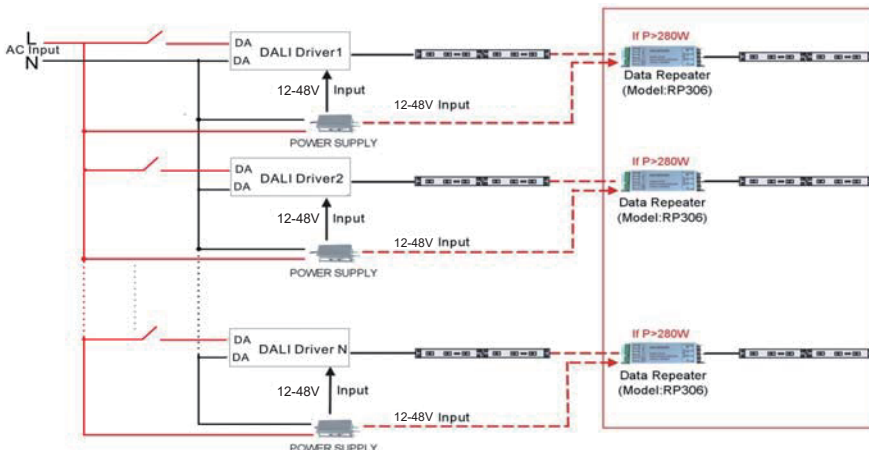 L
AC Input
N
DA
DA
DALI Driver1
12-48V Input
POWER SUPPLY
12-48V Input
If P>280W
Data Repeater
(Model:RP306)
DA
DA
DALI Driver2
12-48V Input
POWER SUPPLY
12-48V Input
If P>280W
Data Repeater
(Model:RP306)
DA
DA
DALI Driver N
12-48V Input
POWER SUPPLY
12-48V Input
If P>280W
Data Repeater
(Model:RP306)